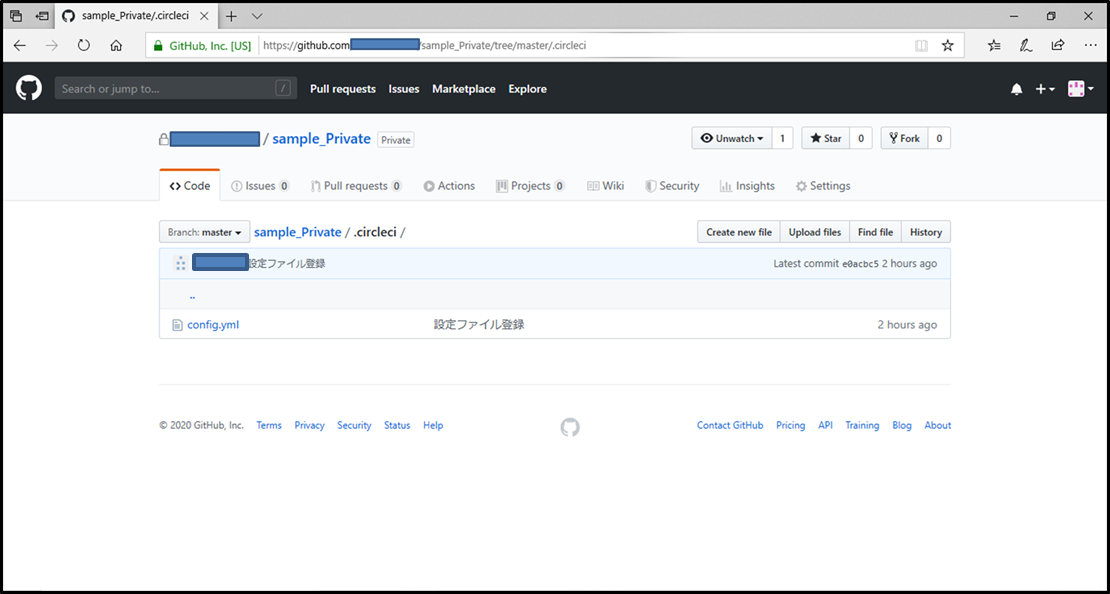 sample_Private/.circleci
GitHub, Inc. [US] https://github.com /sample_Private/tree/master/.circleci
Search or jump to... / Pull requests Issues Marketplace Explore
/ sample_Private Private Unwatch 1 Star 0 Fork 0
Code Issues 0 Pull requests 0 Actions Projects 0 Wiki Security Insights Settings
Branch: master sample_Private / .circleci / Create new file Upload files Find file History
設定ファイル登録 Latest commit e0acbc5 2 hours ago
..
config.yml 設定ファイル登録 2 hours ago
© 2020 GitHub, Inc. Terms Privacy Security Status Help Contact GitHub Pricing API Training Blog About